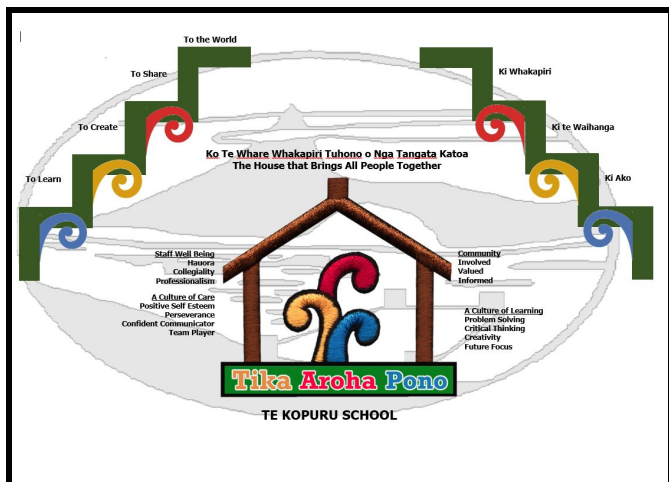 To the World
To Share
To Create
To Learn
Ki Whakapiri
Ki te Waihanga
Ki Ako
Ko Te Whare Whakapiri Tuhono o Nga Tangata Katoa
The House that Brings All People Together
Staff Well Being
Hauora
Collegiality
Professionalism
A Culture of Care
Positive Self Esteem
Perseverance
Confident Communicator
Team Player
Community
Involved
Valued
Informed
A Culture of Learning
Problem Solving
Critical Thinking
Creativity
Future Focus
Tika Aroha Pono
TE KOPURU SCHOOL